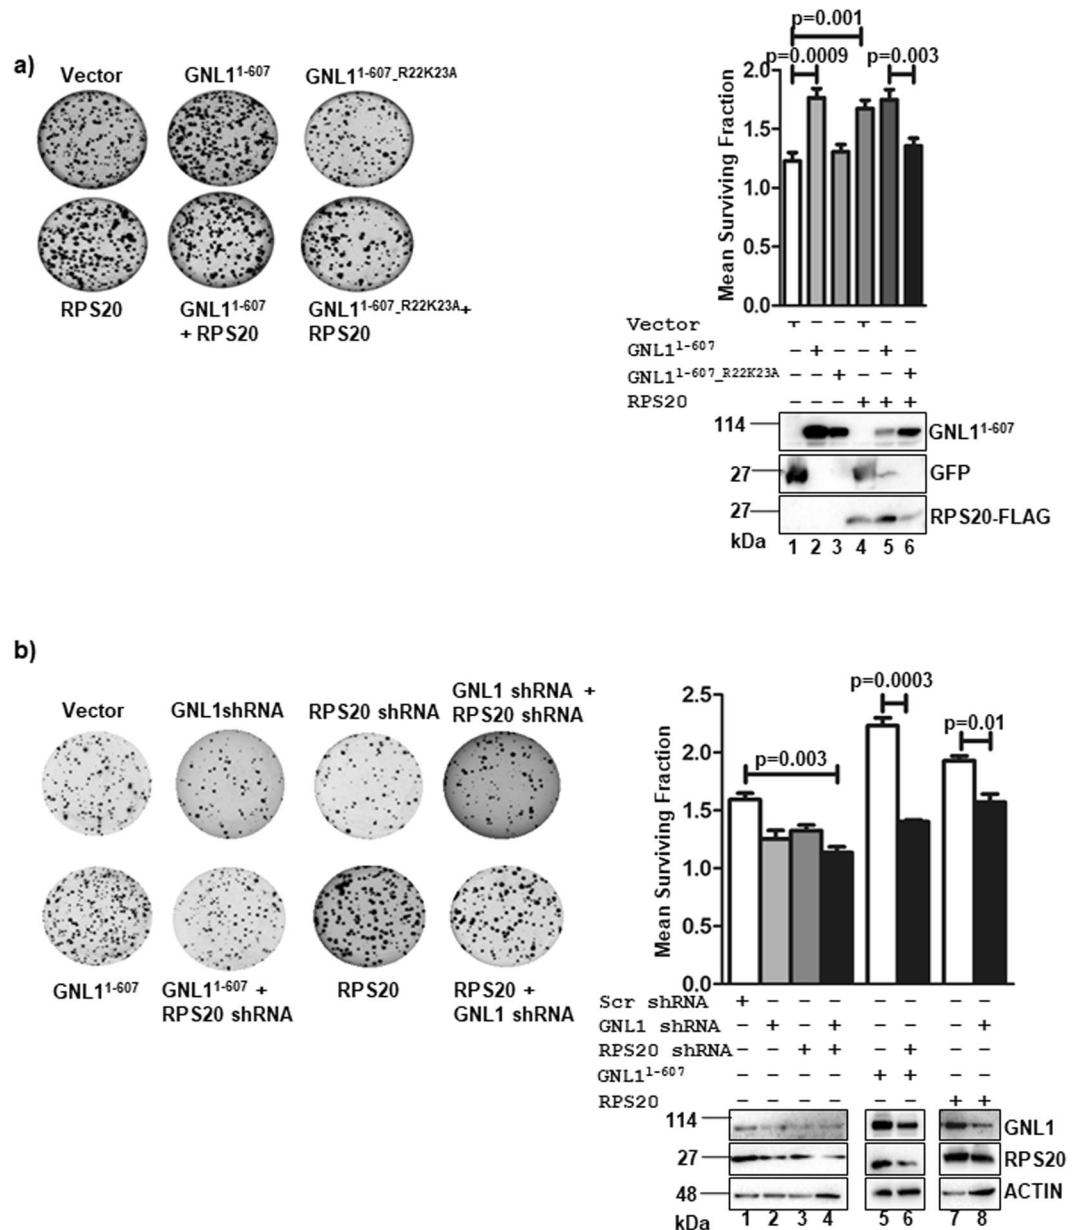 a)
Vector GNL1¹⁻⁶⁰⁷ GNL1¹⁻⁶⁰⁷_R22K23A
RPS20 GNL1¹⁻⁶⁰⁷ GNL1¹⁻⁶⁰⁷_R22K23A+
+ RPS20 RPS20
p=0.001
p=0.0009 p=0.003
Mean Surviving Fraction
2.0
1.5
1.0
0.5
0.0
Vector + – – + – –
GNL1¹⁻⁶⁰⁷ – + – – + –
GNL1¹⁻⁶⁰⁷_R22K23A – – + – – +
RPS20 – – – + + +
114 GNL1¹⁻⁶⁰⁷
27 GFP
27 RPS20-FLAG
kDa 1 2 3 4 5 6
b)
Vector GNL1shRNA RPS20 shRNA GNL1 shRNA +
RPS20 shRNA
GNL1¹⁻⁶⁰⁷ GNL1¹⁻⁶⁰⁷ + RPS20 RPS20 +
RPS20 shRNA GNL1 shRNA
p=0.0003
p=0.01
p=0.003
Mean Surviving Fraction
2.5
2.0
1.5
1.0
0.5
0.0
Scr shRNA + – – – – – – –
GNL1 shRNA – + – + – – – +
RPS20 shRNA – – + + – + – –
GNL1¹⁻⁶⁰⁷ – – – – + + – –
RPS20 – – – – – – + +
114 GNL1
27 RPS20
48 ACTIN
kDa 1 2 3 4 5 6 7 8